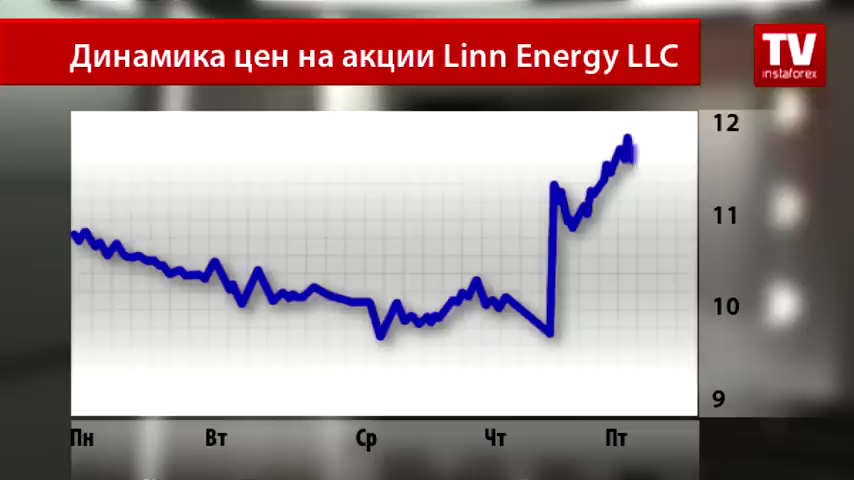 Динамика цен на акции Linn Energy LLC
TV
instaforex
12
11
10
9
Пн
Вт
Ср
Чт
Пт